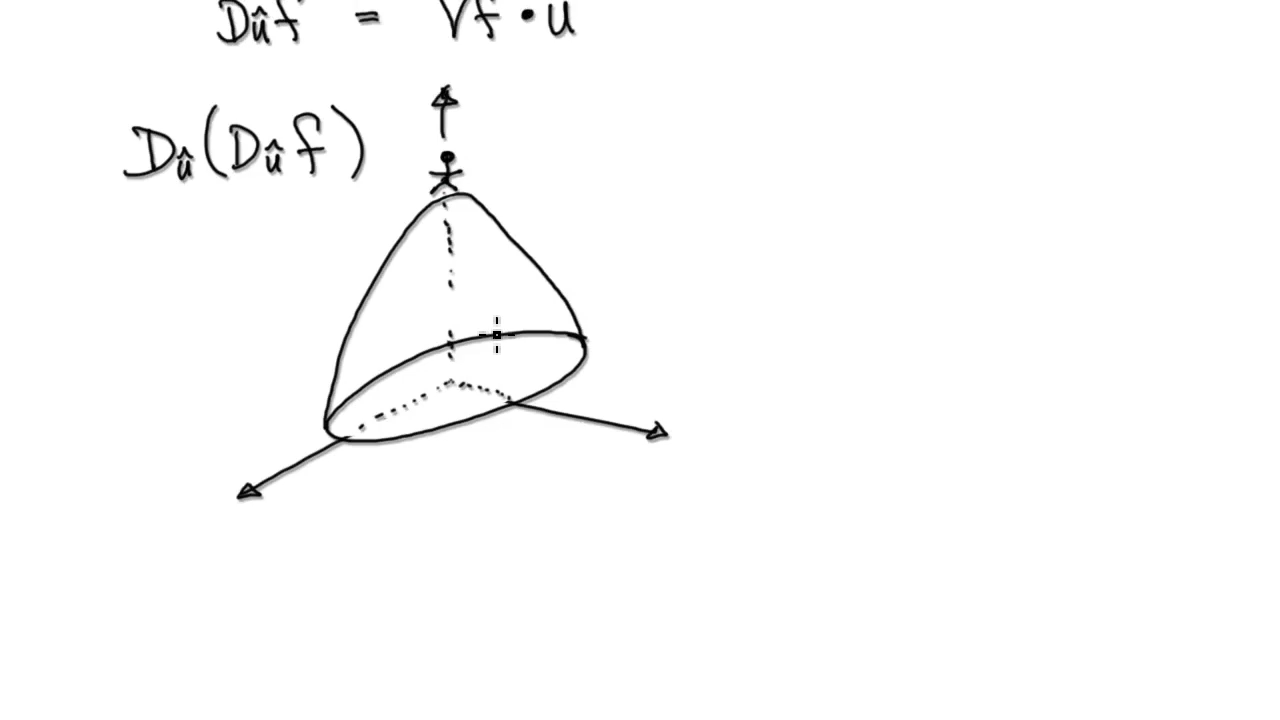 Dûf = ∇f · û
Dû(Dûf)